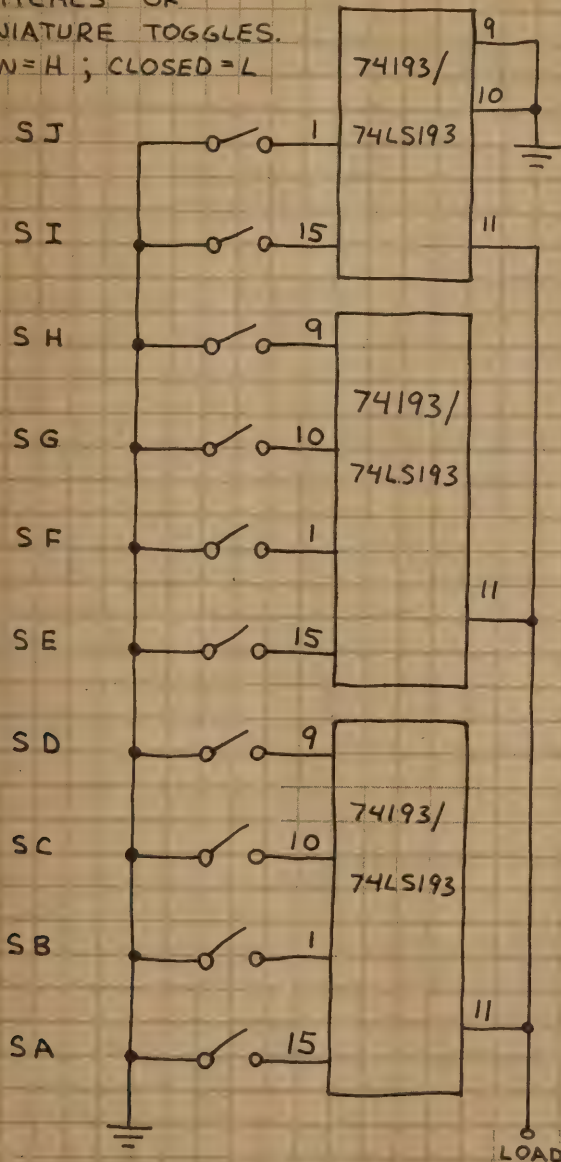 NIATURE TOGGLES.
N=H ; CLOSED=L
SJ
1
74193/
74LS193
9
10
11
SI
15
SH
9
74193/
74LS193
SG
10
SF
1
11
SE
15
SD
9
74193/
74LS193
SC
10
SB
1
11
SA
15
LOAD